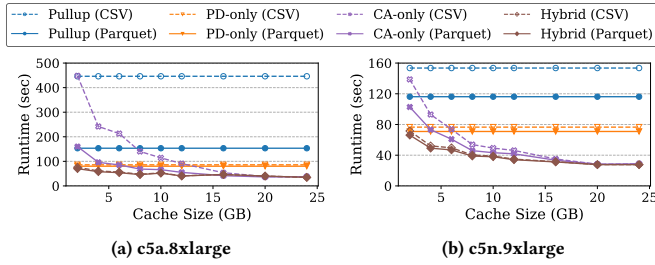 Pullup (CSV) PD-only (CSV) CA-only (CSV) Hybrid (CSV)
Pullup (Parquet) PD-only (Parquet) CA-only (Parquet) Hybrid (Parquet)
Runtime (sec)
500
400
300
200
100
0
5 10 15 20 25
Cache Size (GB)
(a) c5a.8xlarge
Runtime (sec)
160
120
80
40
0
5 10 15 20 25
Cache Size (GB)
(b) c5n.9xlarge